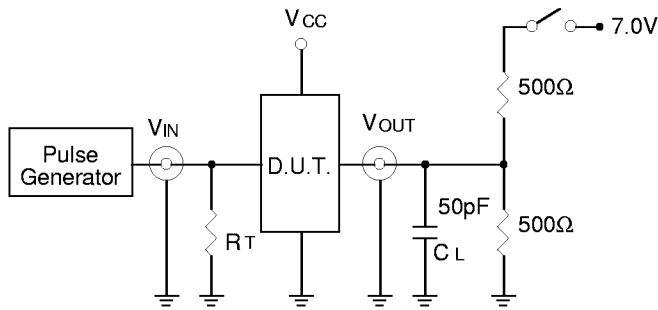 VCC
7.0V
500Ω
Pulse
Generator
VIN
D.U.T.
VOUT
50pF
CL
500Ω
RT